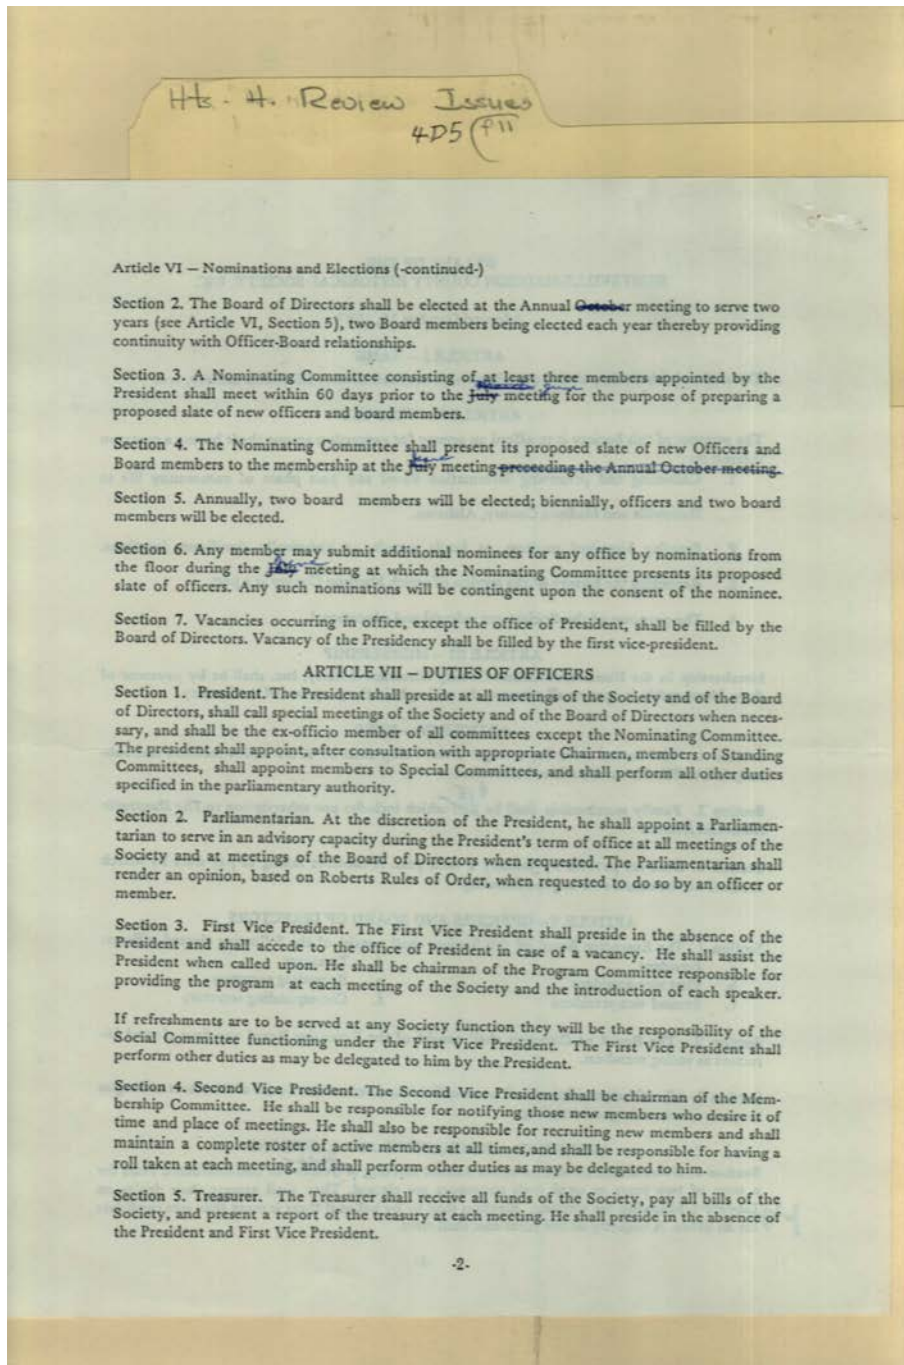 Hts. H. Review Issues
4D5 f11
Article VI — Nominations and Elections (-continued-)
Section 2. The Board of Directors shall be elected at the Annual October meeting to serve two
years (see Article VI, Section 5), two Board members being elected each year thereby providing
continuity with Officer-Board relationships.
Section 3. A Nominating Committee consisting of at least three members appointed by the
President shall meet within 60 days prior to the July meeting for the purpose of preparing a
proposed slate of new officers and board members.
Section 4. The Nominating Committee shall present its proposed slate of new Officers and
Board members to the membership at the July meeting preceeding the Annual October meeting.
Section 5. Annually, two board members will be elected; biennially, officers and two board
members will be elected.
Section 6. Any member may submit additional nominees for any office by nominations from
the floor during the July meeting at which the Nominating Committee presents its proposed
slate of officers. Any such nominations will be contingent upon the consent of the nominee.
Section 7. Vacancies occurring in office, except the office of President, shall be filled by the
Board of Directors. Vacancy of the Presidency shall be filled by the first vice-president.
ARTICLE VII — DUTIES OF OFFICERS
Section 1. President. The President shall preside at all meetings of the Society and of the Board
of Directors, shall call special meetings of the Society and of the Board of Directors when neces-
sary, and shall be the ex-officio member of all committees except the Nominating Committee.
The president shall appoint, after consultation with appropriate Chairmen, members of Standing
Committees, shall appoint members to Special Committees, and shall perform all other duties
specified in the parliamentary authority.
Section 2. Parliamentarian. At the discretion of the President, he shall appoint a Parliamen-
tarian to serve in an advisory capacity during the President's term of office at all meetings of the
Society and at meetings of the Board of Directors when requested. The Parliamentarian shall
render an opinion, based on Roberts Rules of Order, when requested to do so by an officer or
member.
Section 3. First Vice President. The First Vice President shall preside in the absence of the
President and shall accede to the office of President in case of a vacancy. He shall assist the
President when called upon. He shall be chairman of the Program Committee responsible for
providing the program at each meeting of the Society and the introduction of each speaker.
If refreshments are to be served at any Society function they will be the responsibility of the
Social Committee functioning under the First Vice President. The First Vice President shall
perform other duties as may be delegated to him by the President.
Section 4. Second Vice President. The Second Vice President shall be chairman of the Mem-
bership Committee. He shall be responsible for notifying those new members who desire it of
time and place of meetings. He shall also be responsible for recruiting new members and shall
maintain a complete roster of active members at all times,and shall be responsible for having a
roll taken at each meeting, and shall perform other duties as may be delegated to him.
Section 5. Treasurer. The Treasurer shall receive all funds of the Society, pay all bills of the
Society, and present a report of the treasury at each meeting. He shall preside in the absence of
the President and First Vice President.
-2-